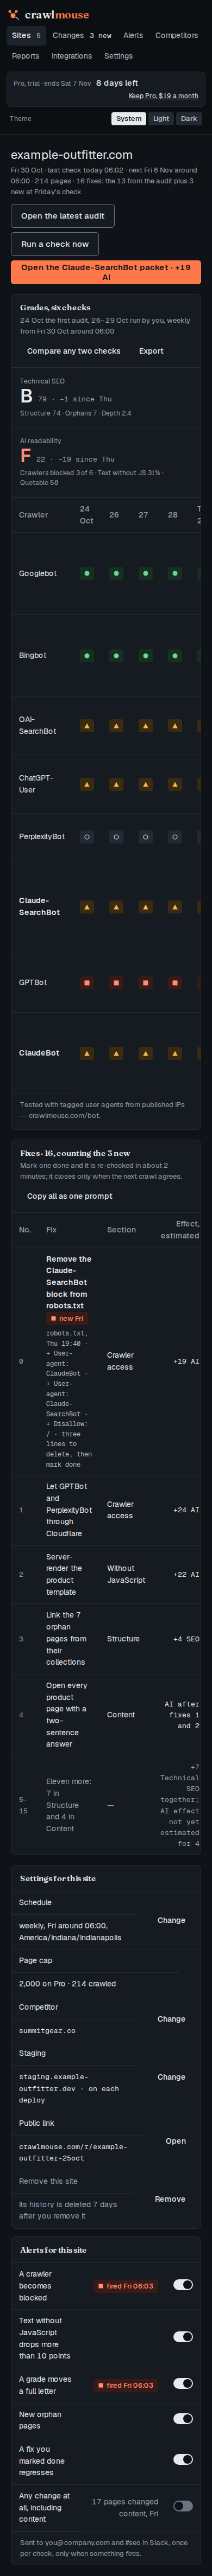 crawlmouse
Sites 5 Changes 3 new Alerts Competitors
Reports Integrations Settings
Pro, trial · ends Sat 7 Nov 8 days left
Keep Pro, $19 a month
Theme System Light Dark
example-outfitter.com
Fri 30 Oct · last check today 06:02 · next Fri 6 Nov around
06:00 · 214 pages · 16 fixes: the 13 from the audit plus 3
new at Friday's check
Open the latest audit
Run a check now
Open the Claude-SearchBot packet · +19
AI
Grades, six checks
24 Oct the first audit, 26–29 Oct run by you, weekly
from Fri 30 Oct around 06:00
Compare any two checks Export
Technical SEO
B 79 · −1 since Thu
Structure 74 · Orphans 7 · Depth 2.4
AI readability
F 22 · −19 since Thu
Crawlers blocked 3 of 6 · Text without JS 31% ·
Quotable 58
Crawler 24
Oct 26 27 28
Googlebot
Bingbot
OAI-
SearchBot
ChatGPT-
User
PerplexityBot
Claude-
SearchBot
GPTBot
ClaudeBot
Tested with tagged user agents from published IPs
— crawlmouse.com/bot.
Fixes · 16, counting the 3 new
Mark one done and it is re-checked in about 2
minutes; it closes only when the next crawl agrees.
Copy all as one prompt
No. Fix Section Effect,
estimated
0 Remove the
Claude-
SearchBot
block from
robots.txt
new Fri
robots.txt,
Thu 19:40 ·
+ User-
agent:
ClaudeBot ·
+ User-
agent:
Claude-
SearchBot ·
+ Disallow:
/ · three
lines to
delete, then
mark done
Crawler
access
+19 AI
1 Let GPTBot
and
PerplexityBot
through
Cloudflare
Crawler
access
+24 AI
2 Server-
render the
product
template
Without
JavaScript
+22 AI
3 Link the 7
orphan
pages from
their
collections
Structure +4 SEO
4 Open every
product
page with a
two-
sentence
answer
Content
AI after
fixes 1
and 2
5–
15
Eleven more:
7 in
Structure
and 4 in
Content
—
+7
Technical
SEO
together;
AI effect
not yet
estimated
for 4
Settings for this site
Schedule
weekly, Fri around 06:00,
America/Indiana/Indianapolis
Change
Page cap
2,000 on Pro · 214 crawled
Competitor
summitgear.co
Change
Staging
staging.example-
outfitter.dev · on each
deploy
Change
Public link
crawlmouse.com/r/example-
outfitter-25oct
Open
Remove this site
Its history is deleted 7 days
after you remove it
Remove
Alerts for this site
A crawler
becomes
blocked
fired Fri 06:03
Text without
JavaScript
drops more
than 10 points
A grade moves
a full letter
fired Fri 06:03
New orphan
pages
A fix you
marked done
regresses
Any change at
all, including
content
17 pages changed
content, Fri
Sent to you@company.com and #seo in Slack, once
per check, only when something fires.